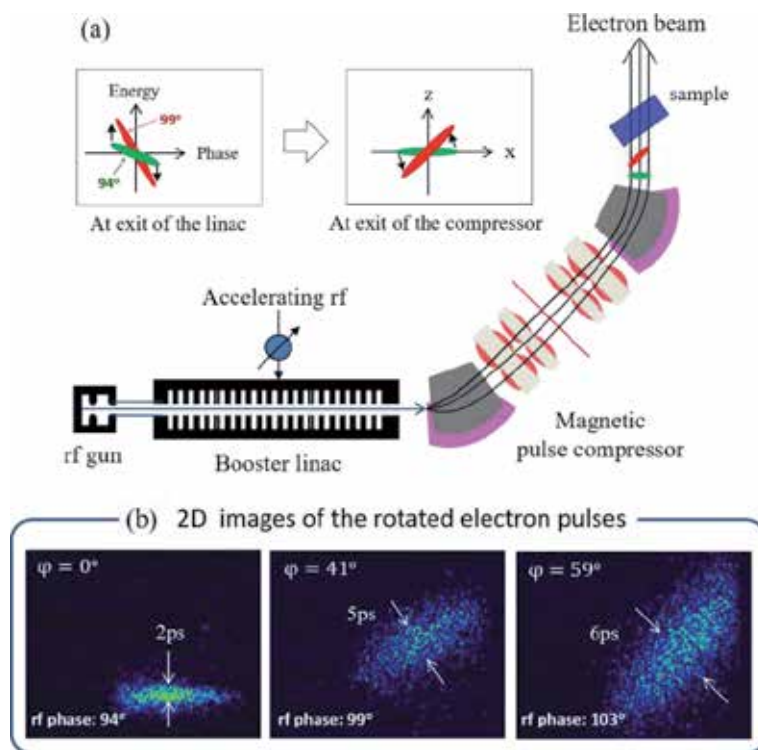 (a)
Electron beam
sample
Energy
99°
Phase
94°
At exit of the linac
z
x
At exit of the compressor
Accelerating rf
rf gun
Booster linac
Magnetic
pulse compressor
(b) 2D images of the rotated electron pulses
φ = 0°
2ps
rf phase: 94°
φ = 41°
5ps
rf phase: 99°
φ = 59°
6ps
rf phase: 103°